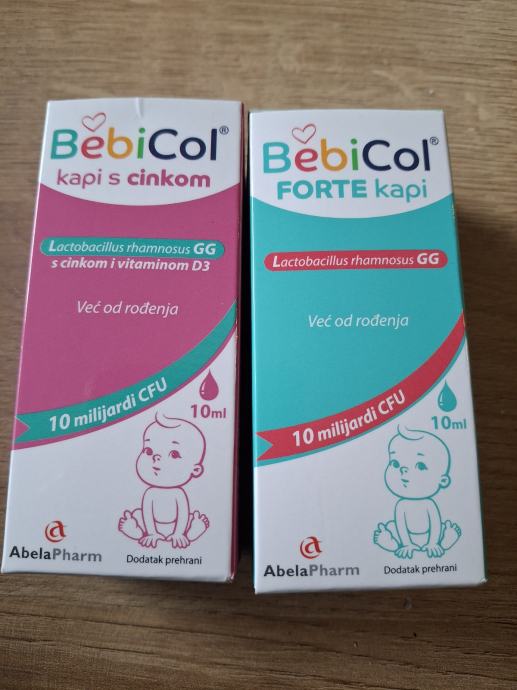 BebiCol®
kapi s cinkom
Lactobacillus rhamnosus GG
s cinkom i vitaminom D3
Već od rođenja
10 milijardi CFU
10ml
AbelaPharm
Dodatak prehrani
BebiCol®
FORTE kapi
Lactobacillus rhamnosus GG
Već od rođenja
10 milijardi CFU
10ml
AbelaPharm
Dodatak prehrani